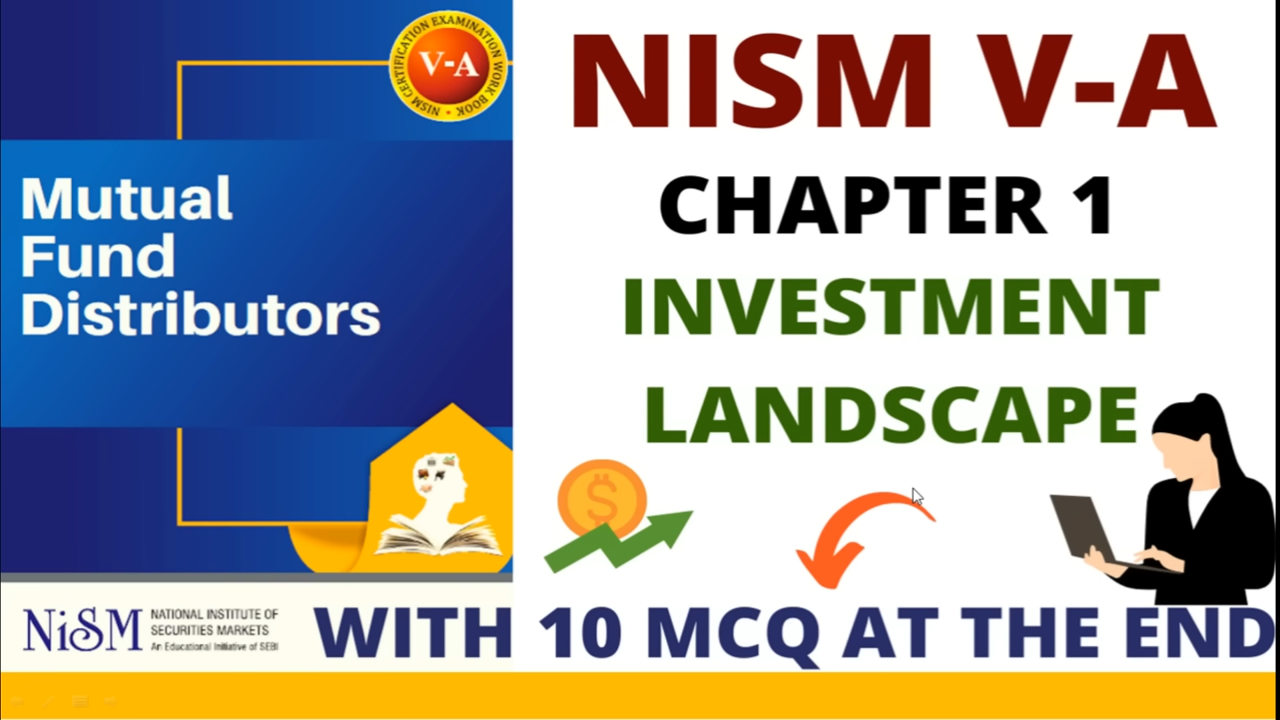 NISM CERTIFICATION EXAMINATION WORK BOOK
V-A
Mutual
Fund
Distributors
NiSM
NATIONAL INSTITUTE OF
SECURITIES MARKETS
An Educational Initiative of SEBI
NISM V-A
CHAPTER 1
INVESTMENT
LANDSCAPE
$
WITH 10 MCQ AT THE END